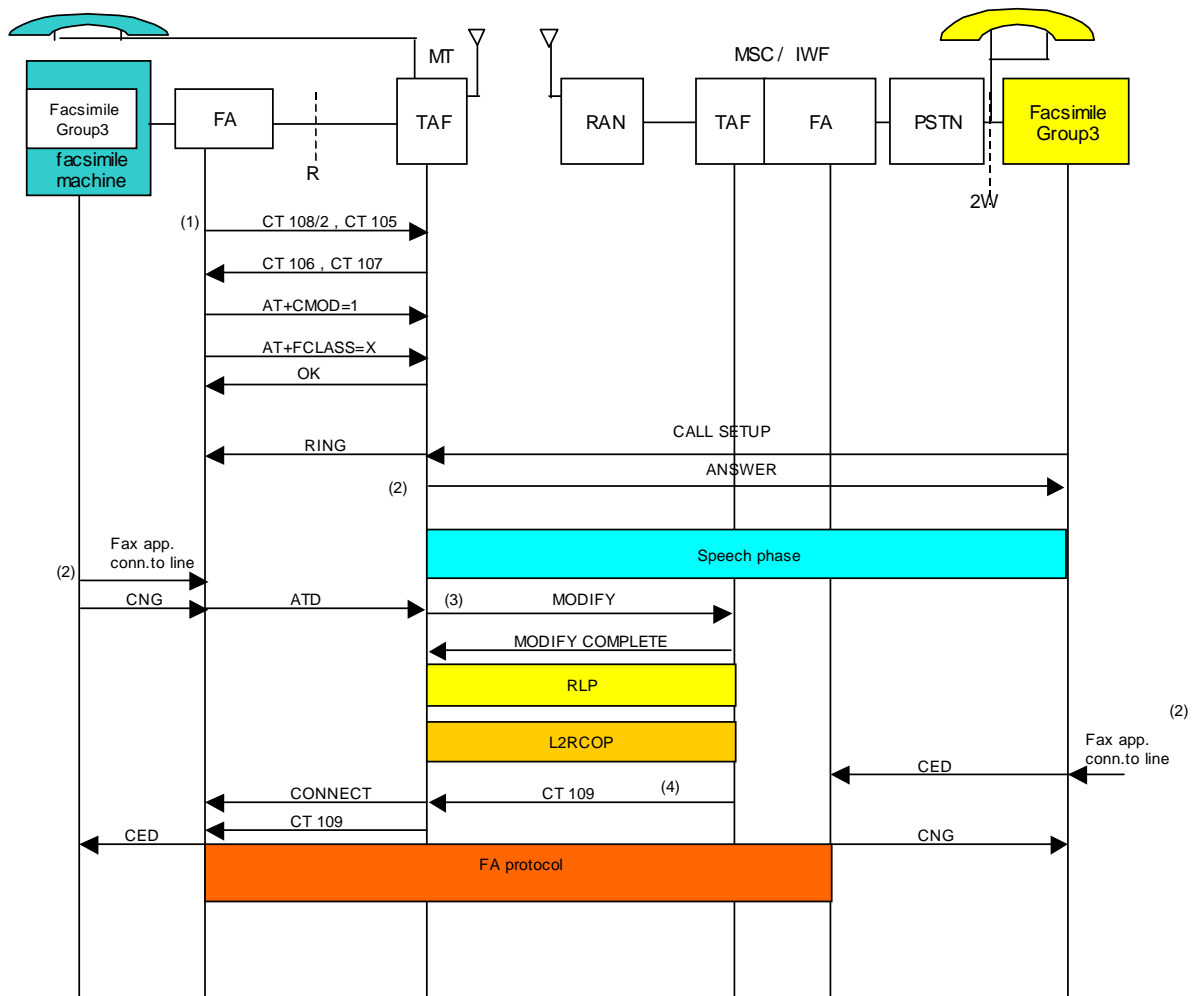 MT
MSC / IWF
Facsimile
Group3
facsimile
machine
FA
R
TAF
RAN
TAF
FA
PSTN
2W
Facsimile
Group3
(1)
CT 108/2 , CT 105
CT 106 , CT 107
AT+CMOD=1
AT+FCLASS=X
OK
RING
CALL SETUP
(2)
ANSWER
Speech phase
(2)
Fax app.
conn.to line
CNG
ATD
(3)
MODIFY
MODIFY COMPLETE
RLP
L2RCOP
(2)
Fax app.
conn.to line
CED
CONNECT
CT 109
(4)
CT 109
CED
CNG
FA protocol